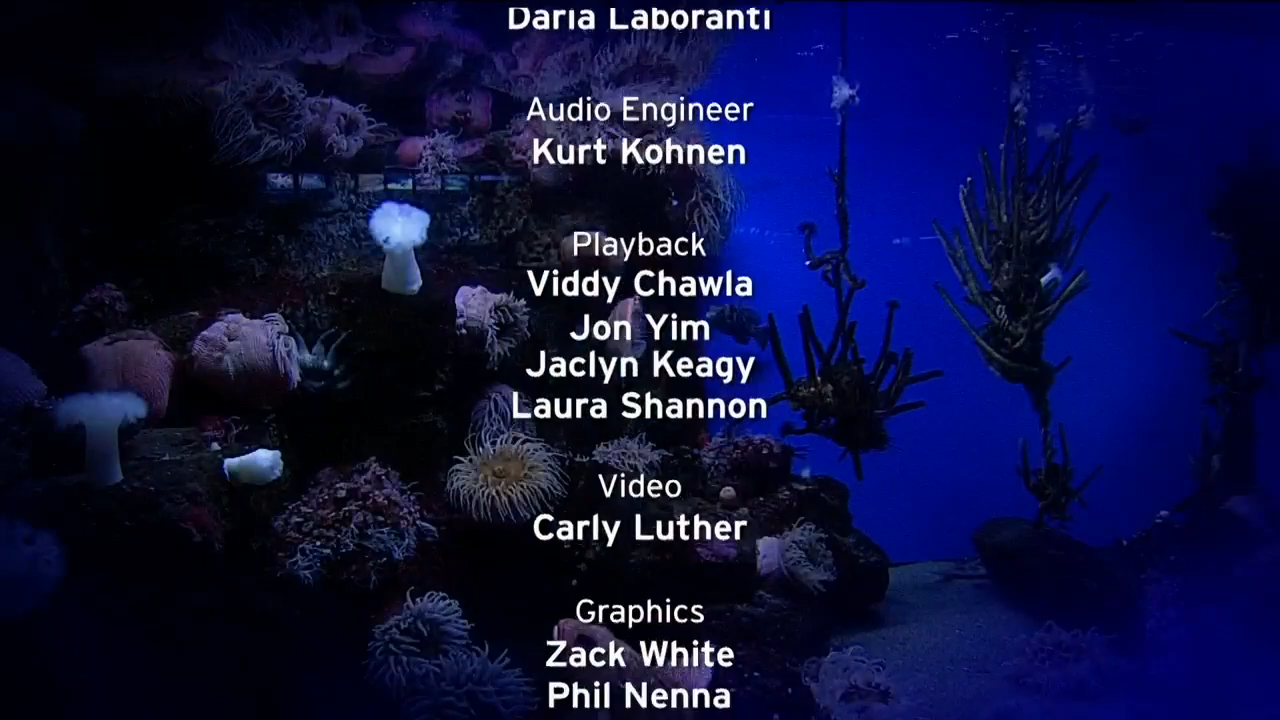 Daria Laboranti
Audio Engineer
Kurt Kohnen
Playback
Viddy Chawla
Jon Yim
Jaclyn Keagy
Laura Shannon
Video
Carly Luther
Graphics
Zack White
Phil Nenna